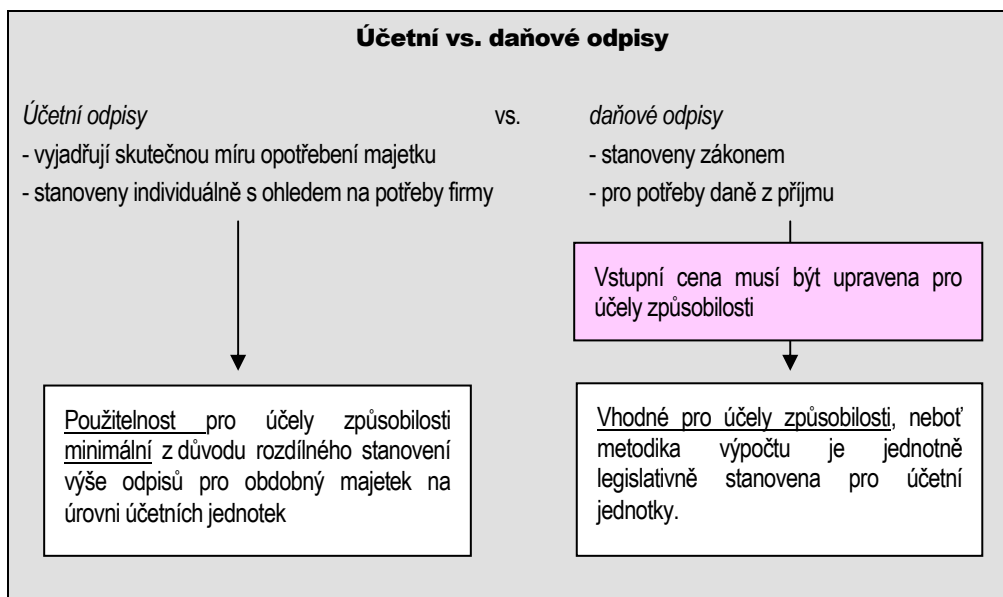 Účetní vs. daňové odpisy
Účetní odpisy vs. daňové odpisy
- vyjadřují skutečnou míru opotřebení majetku
- stanoveny individuálně s ohledem na potřeby firmy
- stanoveny zákonem
- pro potřeby daně z příjmu
Vstupní cena musí být upravena pro
účely způsobilosti
Použitelnost pro účely způsobilosti
minimální z důvodu rozdílného stanovení
výše odpisů pro obdobný majetek na
úrovni účetních jednotek
Vhodné pro účely způsobilosti, neboť
metodika výpočtu je jednotně
legislativně stanovena pro účetní
jednotky.